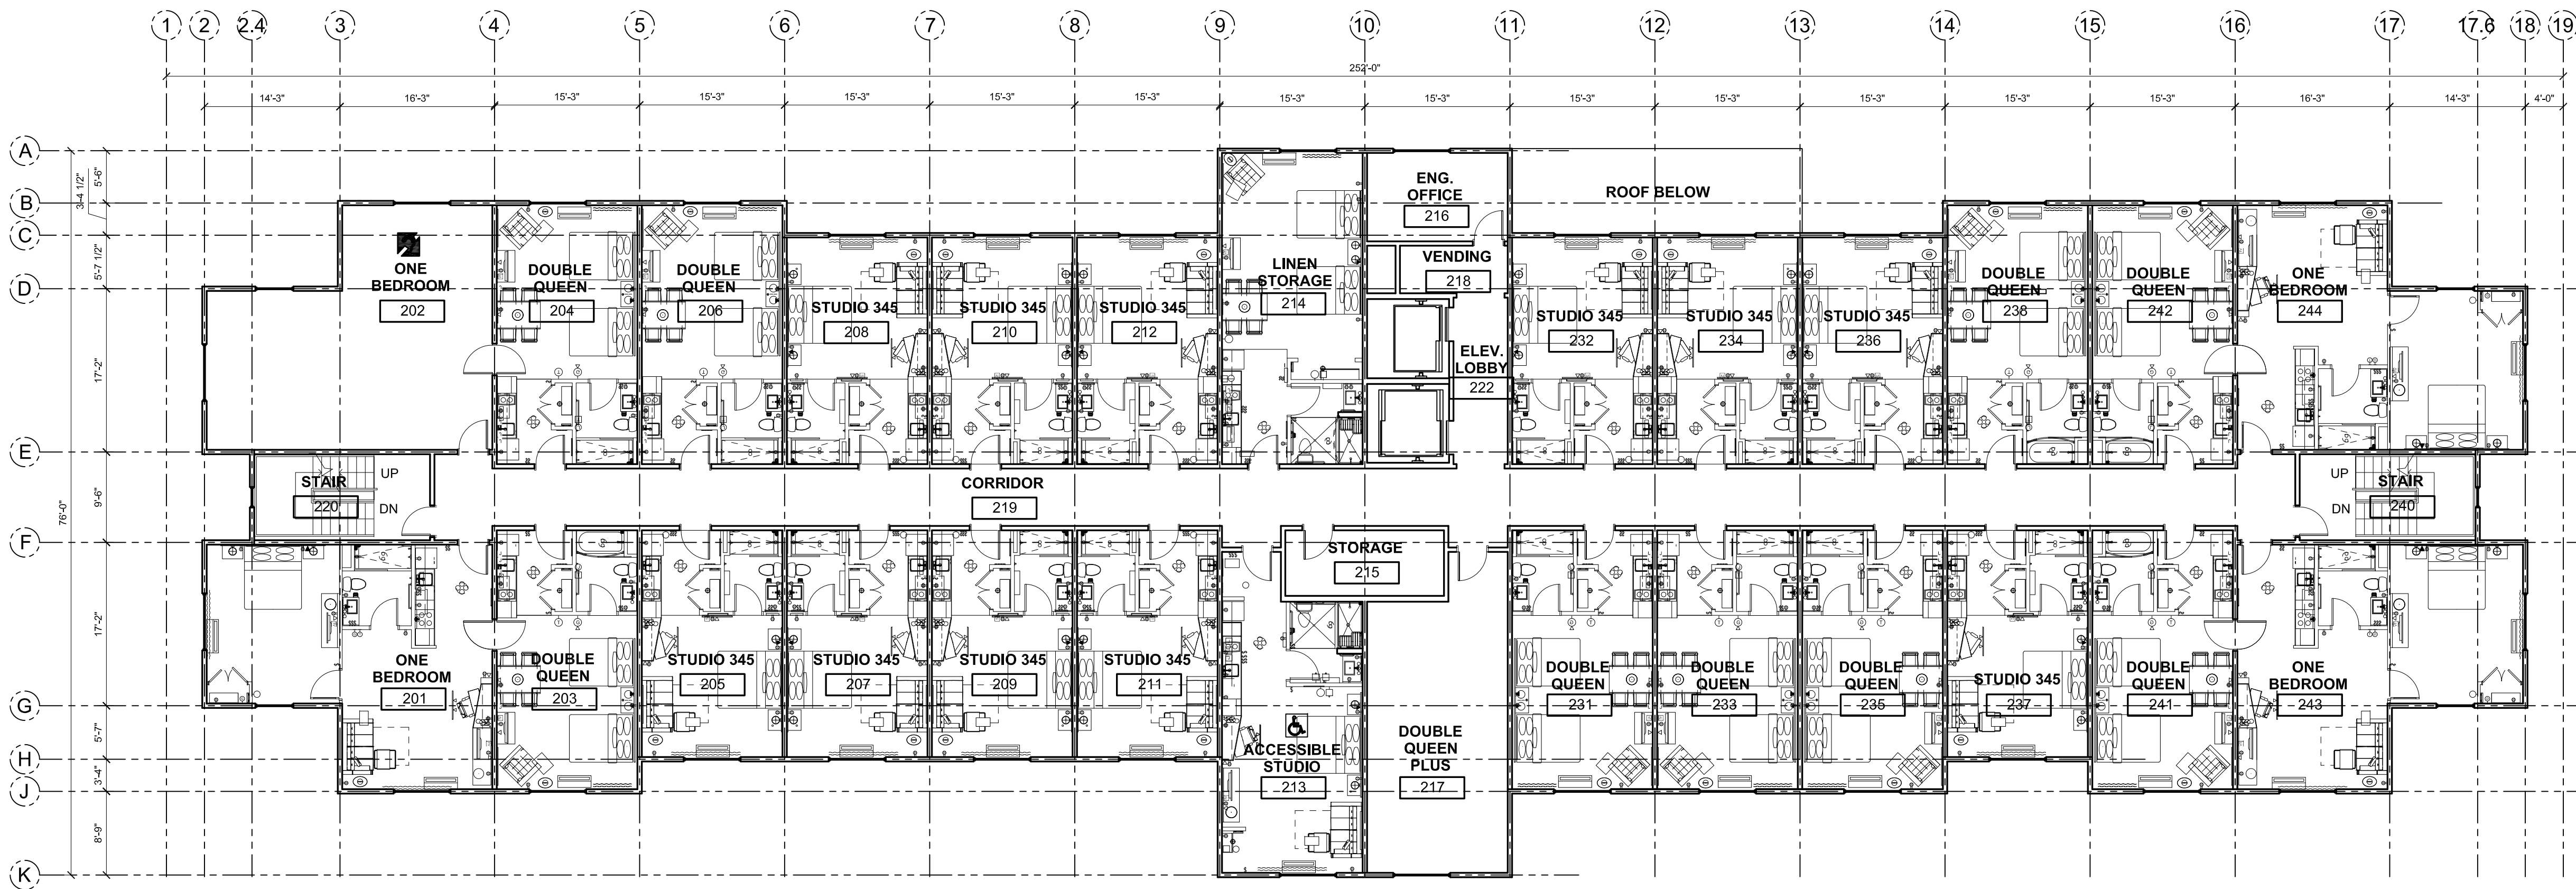 1 2 2.4 3 4 5 6 7 8 9 10 11 12 13 14 15 16 17 17.6 18 19
252'-0"
14'-3" 16'-3" 15'-3" 15'-3" 15'-3" 15'-3" 15'-3" 15'-3" 15'-3" 15'-3" 15'-3" 15'-3" 15'-3" 15'-3" 16'-3" 14'-3" 4'-0"
A
B
C
D
E
F
G
H
J
K
76'-0"
3'-4 1/2"
5'-6"
5'-7 1/2"
17'-2"
9'-6"
17'-2"
5'-7"
3'-4"
8'-9"
ROOF BELOW
ENG.
OFFICE
216
VENDING
218
ELEV.
LOBBY
222
ONE
BEDROOM
202
DOUBLE
QUEEN
204
DOUBLE
QUEEN
206
STUDIO 345
208
STUDIO 345
210
STUDIO 345
212
LINEN
STORAGE
214
STUDIO 345
232
STUDIO 345
234
STUDIO 345
236
DOUBLE
QUEEN
238
DOUBLE
QUEEN
242
ONE
BEDROOM
244
STAIR
220
UP
DN
CORRIDOR
219
UP
DN
STAIR
240
STORAGE
215
ONE
BEDROOM
201
DOUBLE
QUEEN
203
STUDIO 345
205
STUDIO 345
207
STUDIO 345
209
STUDIO 345
211
ACCESSIBLE
STUDIO
213
DOUBLE
QUEEN
PLUS
217
DOUBLE
QUEEN
231
DOUBLE
QUEEN
233
DOUBLE
QUEEN
235
STUDIO 345
237
DOUBLE
QUEEN
241
ONE
BEDROOM
243